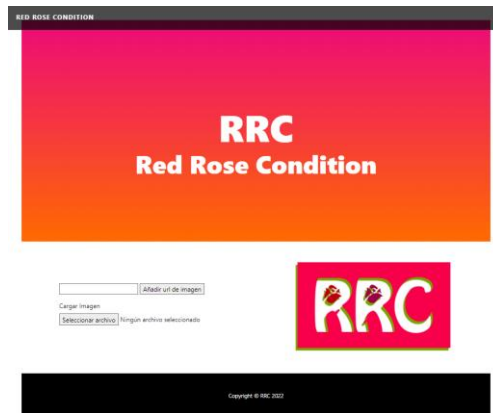 RED ROSE CONDITION
RRC
Red Rose Condition
Añadir url de imagen
Cargar Imagen
Seleccionar archivo Ningún archivo seleccionado
RRC
Copyright © RRC 2022